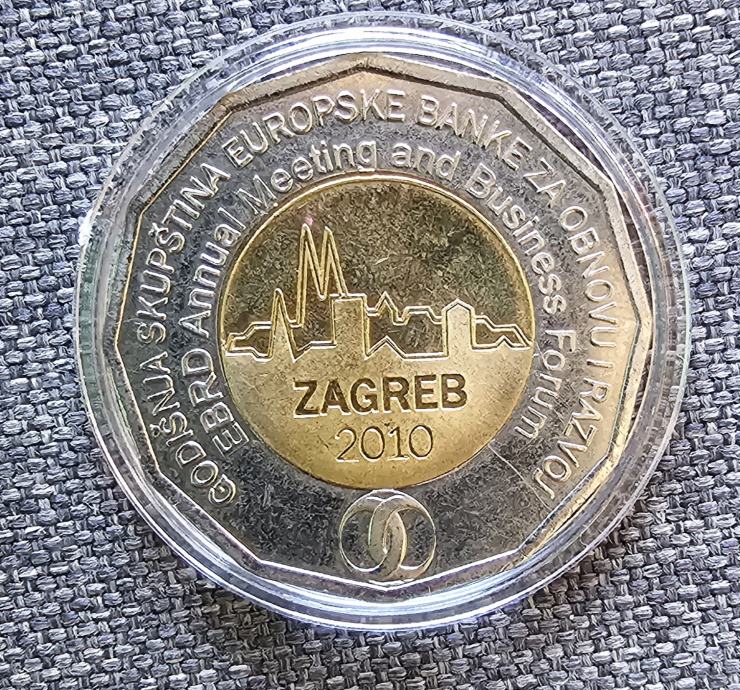 GODIŠNJA SKUPŠTINA EUROPSKE BANKE ZA OBNOVU I RAZVOJ
EBRD Annual Meeting and Business Forum
ZAGREB
2010